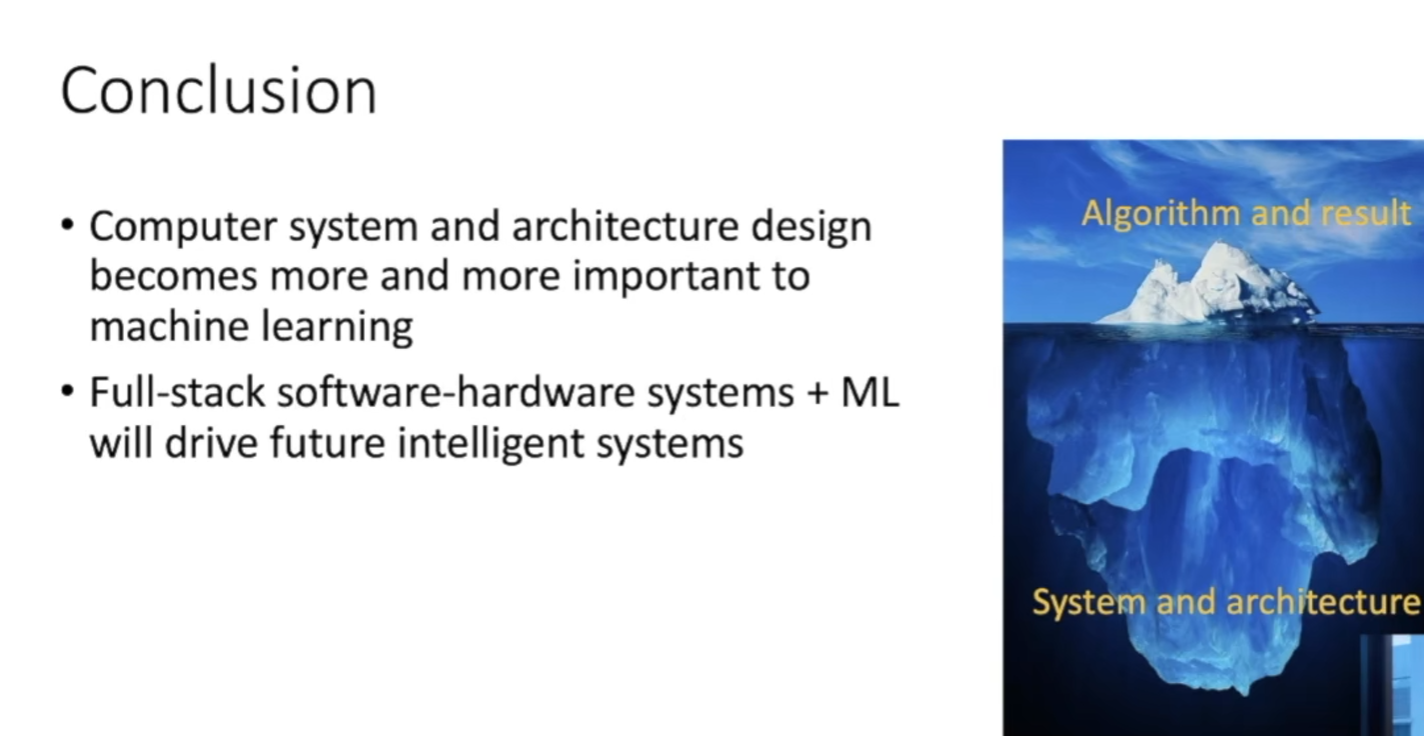 Conclusion
• Computer system and architecture design
becomes more and more important to
machine learning
• Full-stack software-hardware systems + ML
will drive future intelligent systems
Algorithm and result
System and architecture